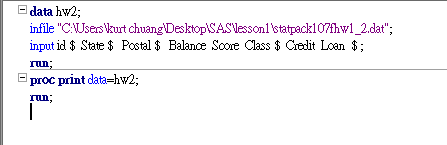 data hw2;
infile "C:\Users\kurt chuang\Desktop\SAS\lesson1\statpack107fhw1_2.dat";
input id $ State $ Postal $ Balance Score Class $ Credit Loan $;
run;
proc print data=hw2;
run;